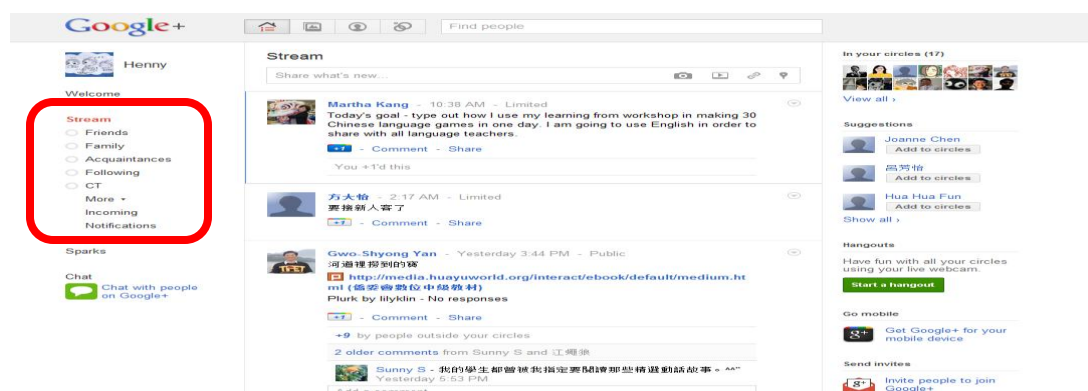 Google+
Find people
Henny
Welcome
Stream
Friends
Family
Acquaintances
Following
CT
More
Incoming
Notifications
Sparks
Chat
Chat with people
on Google+
Stream
Share what's new...
Martha Kang - 10:38 AM - Limited
Today's goal - type out how I use my learning from workshop in making 30
Chinese language games in one day. I am going to use English in order to
share with all language teachers.
+1 - Comment - Share
You +1'd this
方大怡 - 2:17 AM - Limited
要接新人客了
+1 - Comment - Share
Gwo-Shyong Yan - Yesterday 3:44 PM - Public
河道裡撈到的寶
http://media.huayuworld.org/interact/ebook/default/medium.ht
ml (僑委會數位中級教材)
Plurk by lilyklin - No responses
+1 - Comment - Share
+9 by people outside your circles
2 older comments from Sunny S and 江
Sunny S - 我的學生都曾被我指定要閱讀那些精選動話故事。^^"
Yesterday 5:53 PM
Add a comment
In your circles (17)
View all ›
Suggestions
Joanne Chen
Add to circles
呂芳怡
Add to circles
Hua Hua Fun
Add to circles
Show all ›
Hangouts
Have fun with all your circles
using your live webcam.
Start a hangout
Go mobile
g+
Get Google+ for your
mobile device
Send invites
g+
Invite people to join
Google+